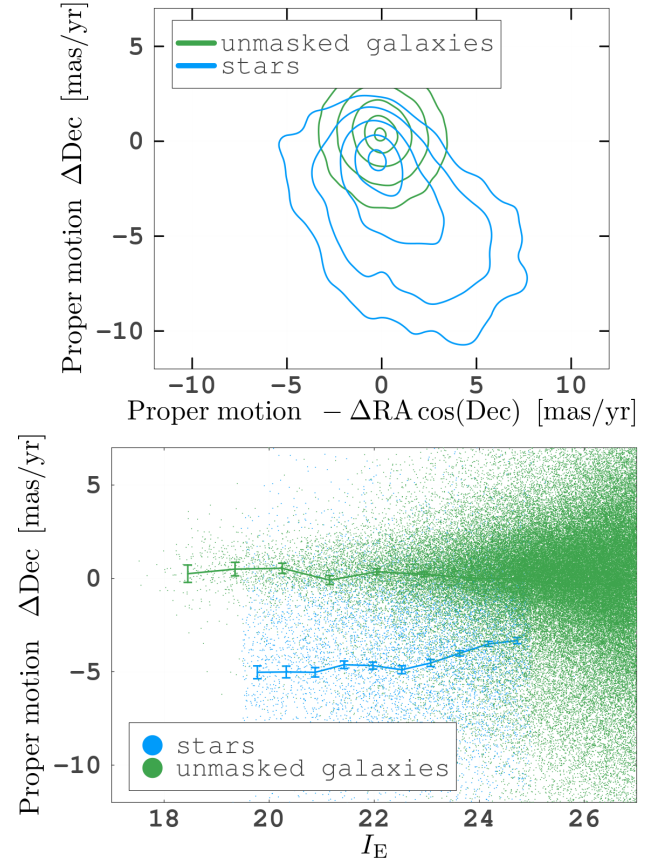 unmasked galaxies
stars
5
0
−5
−10
Proper motion ΔDec [mas/yr]
−10 −5 0 5 10
Proper motion − ΔRA cos(Dec) [mas/yr]
5
0
−5
−10
Proper motion ΔDec [mas/yr]
stars
unmasked galaxies
18 20 22 24 26
I_E